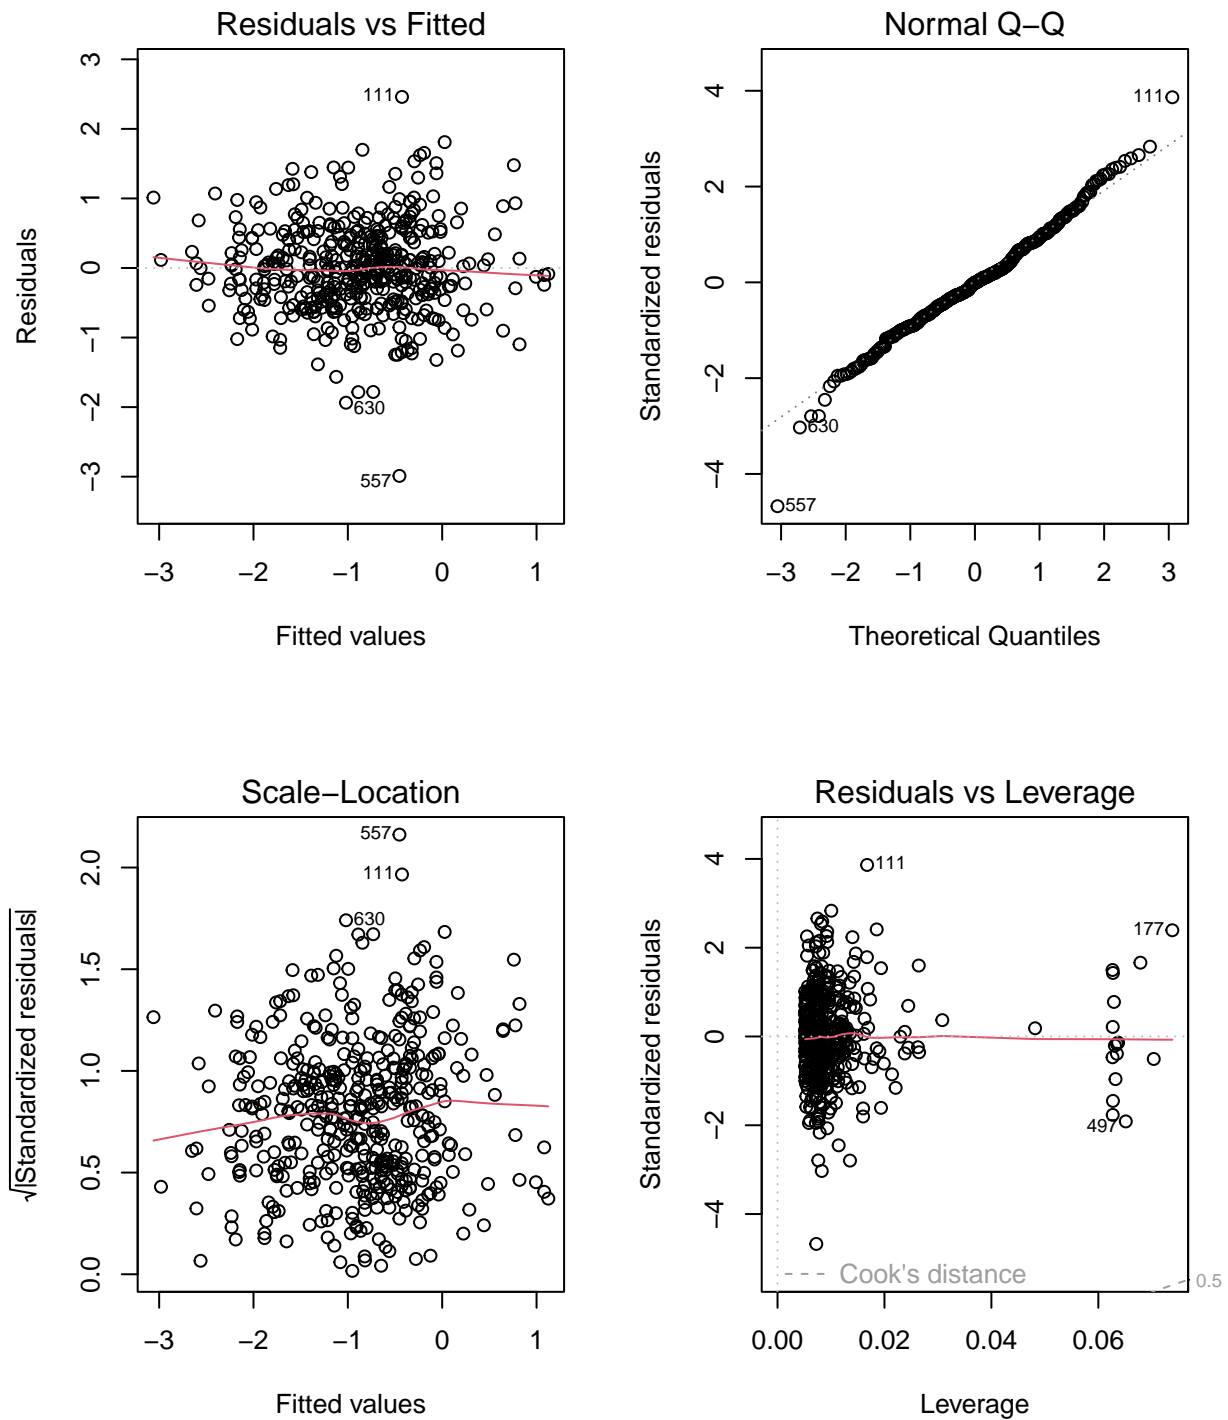 Residuals vs Fitted
3
2
1
0
−1
−2
−3
Residuals
111
630
557
−3 −2 −1 0 1
Fitted values
Normal Q−Q
4
2
0
−2
−4
Standardized residuals
111
630
557
−3 −2 −1 0 1 2 3
Theoretical Quantiles
Scale−Location
2.0
1.5
1.0
0.5
0.0
√|Standardized residuals|
557
111
630
−3 −2 −1 0 1
Fitted values
Residuals vs Leverage
4
2
0
−2
−4
Standardized residuals
111
177
497
Cook's distance
0.5
0.00 0.02 0.04 0.06
Leverage